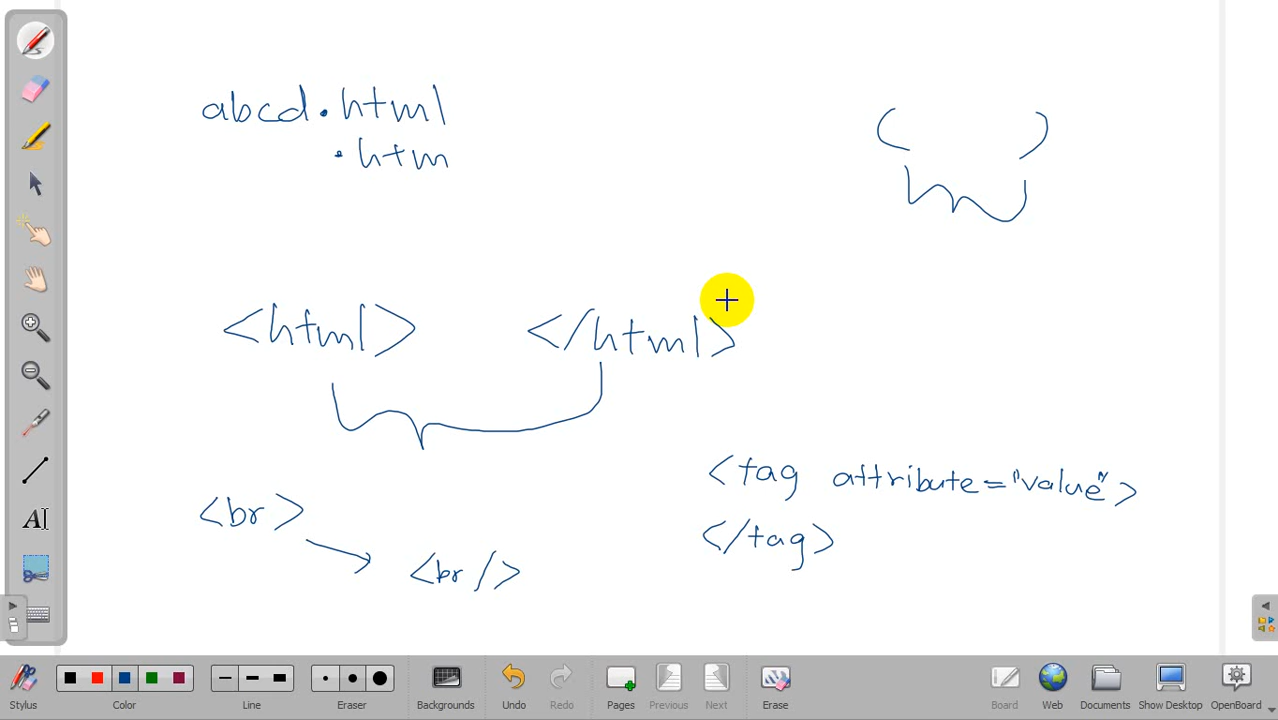 abcd.html
.htm
( )
<html> </html>
<br>
<br/>
<tag attribute="value">
</tag>
AI
Stylus Color Line Eraser Backgrounds Undo Redo Pages Previous Next Erase Board Web Documents Show Desktop OpenBoard